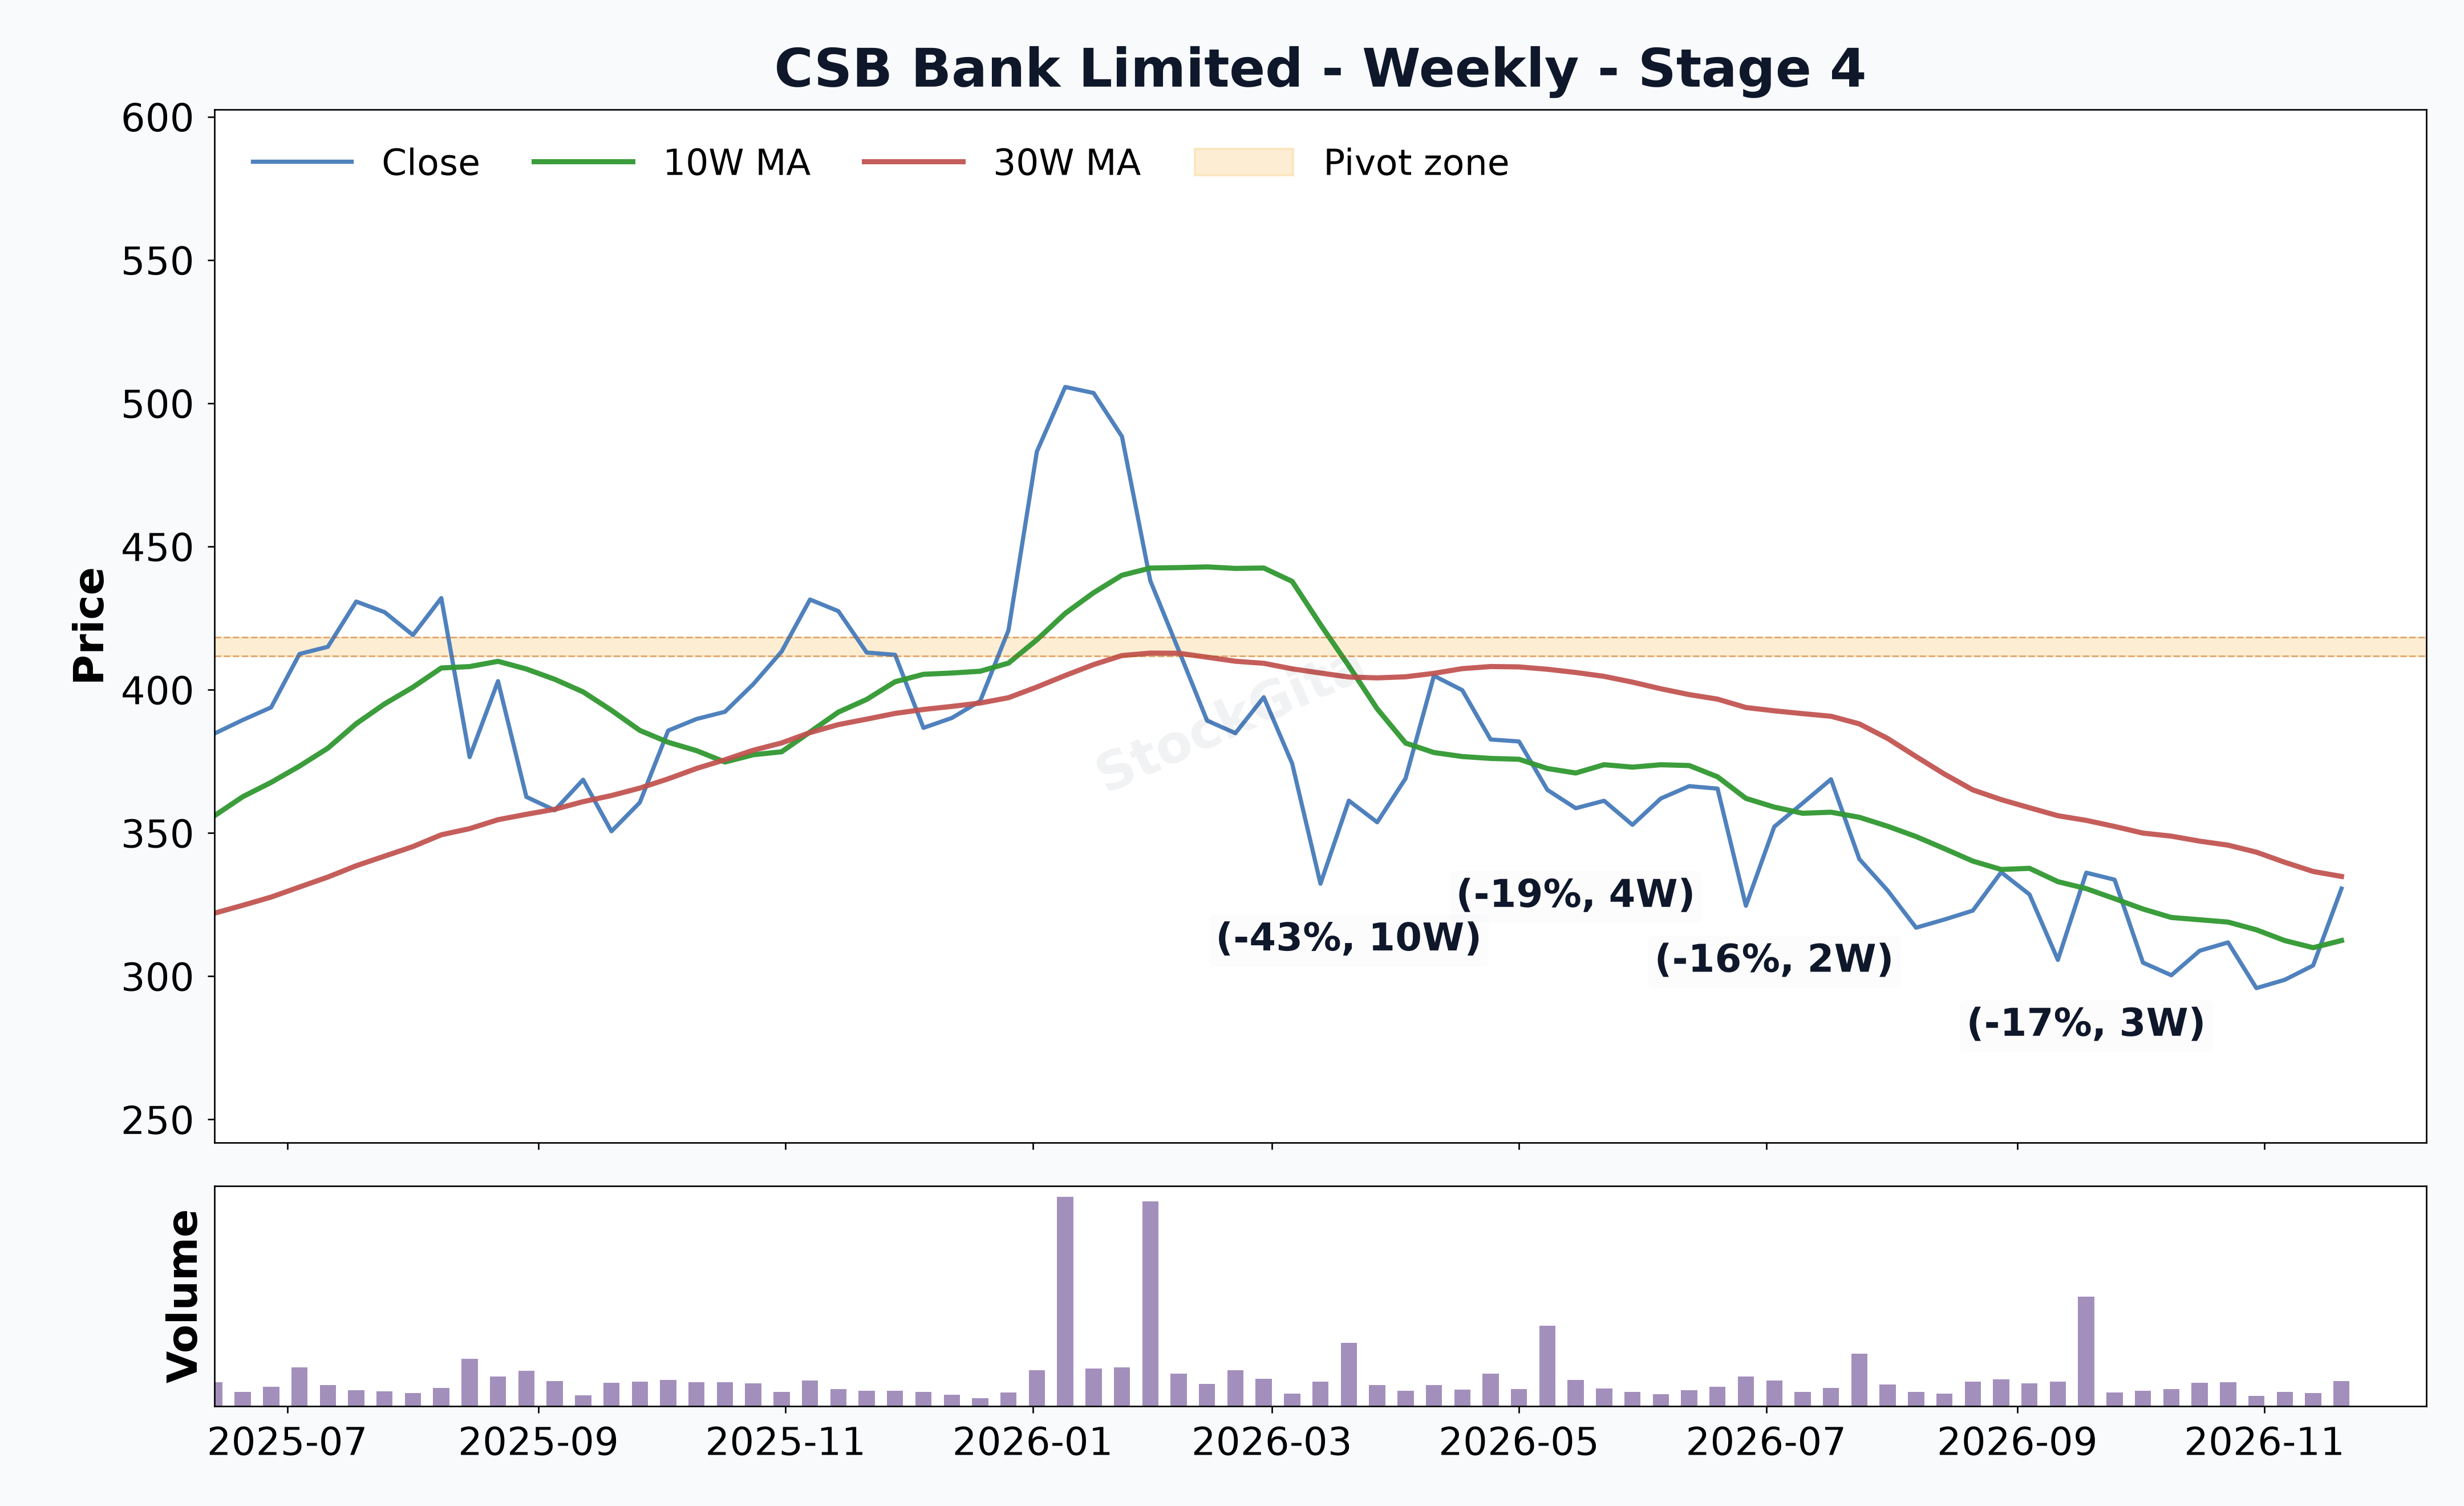 CSB Bank Limited - Weekly - Stage 4
Close 10W MA 30W MA Pivot zone
Price
600
550
500
450
400
350
300
250
StockGita
(-43%, 10W)
(-19%, 4W)
(-16%, 2W)
(-17%, 3W)
Volume
2025-07 2025-09 2025-11 2026-01 2026-03 2026-05 2026-07 2026-09 2026-11